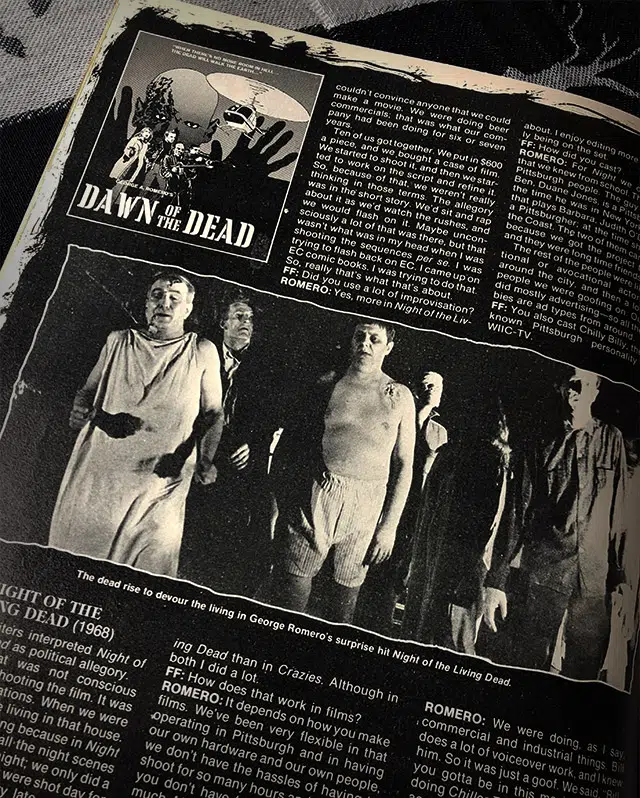 "WHEN THERE'S NO MORE ROOM IN HELL
THE DEAD WILL WALK THE EARTH..."
GEORGE A. ROMERO'S
DAWN OF
THE DEAD
couldn't convince anyone that we could
make a movie. We were doing beer
commercials; that was what our com-
pany had been doing for six or seven
years.
Ten of us got together. We put in $600
a piece, and we bought a case of film.
We started to shoot it, and then we star-
ted to work on the script and refine it.
So, because of that, we weren't really
thinking in those terms. The allegory
was in the short story. We'd sit and rap
about it as we'd watch the rushes, and
we would flash on it. Maybe uncon-
sciously a lot of that was there, but that
wasn't what was in my head when I was
shooting the sequences per se. I was
trying to flash back on EC. I came up on
EC comic books. I was trying to do that.
So, really that's what that's about.
FF: Did you use a lot of improvisation?
ROMERO: Yes, more in Night of the Liv-
about. I enjoy editing more
ly being on the set.
FF: How did you cast?
ROMERO: For Night we
that we knew from
Pittsburgh people. The guy
Ben, Duane Jones, is a
the time he was in a Pitts
that plays Barbara, Judith
a Pittsburgher; at the time
the Coast. The two of them
because we got the project
and they were long time friends
The rest of the people were
tional or avocational
around the city, and then a
people we were goofing on. Ou
did mostly advertising—so all
bies are ad types from around
FF: You also cast Chilly Billy,
known Pittsburgh personality
WIIC-TV.
The dead rise to devour the living in George Romero's surprise hit Night of the Living Dead.
IGHT OF THE
NG DEAD (1968)
iters interpreted Night of
d as political allegory.
at was not conscious
hooting the film. It was
ations. When we were
e living in that house.
ng because in Night
all the night scenes
night; we only did a
were shot day for
ing Dead than in Crazies. Although in
both I did a lot.
FF: How does that work in films?
ROMERO: It depends on how you make
films. We've been very flexible in that
operating in Pittsburgh and in having
our own hardware and our own people,
we don't have the hassles of having
shoot for so many hours
you don't have
much
ROMERO: We were doing, as I say,
commercial and industrial things. Bill
does a lot of voiceover work, and I knew
him. So it was just a goof. We said, "Bill,
you gotta be in this
doing Chiller